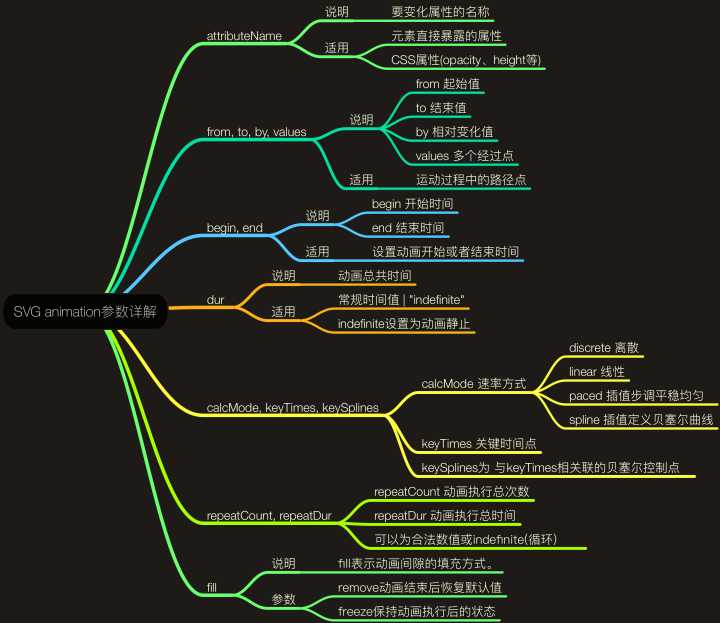 SVG animation参数详解
attributeName
说明
要变化属性的名称
适用
元素直接暴露的属性
CSS属性(opacity、height等)
from, to, by, values
说明
from 起始值
to 结束值
by 相对变化值
values 多个经过点
适用
运动过程中的路径点
begin, end
说明
begin 开始时间
end 结束时间
适用
设置动画开始或者结束时间
dur
说明
动画总共时间
适用
常规时间值 | "indefinite"
indefinite设置为动画静止
calcMode, keyTimes, keySplines
calcMode 速率方式
discrete 离散
linear 线性
paced 插值步调平稳均匀
spline 插值定义贝塞尔曲线
keyTimes 关键时间点
keySplines为 与keyTimes相关联的贝塞尔控制点
repeatCount, repeatDur
repeatCount 动画执行总次数
repeatDur 动画执行总时间
可以为合法数值或indefinite(循环)
fill
说明
fill表示动画间隙的填充方式。
参数
remove动画结束后恢复默认值
freeze保持动画执行后的状态